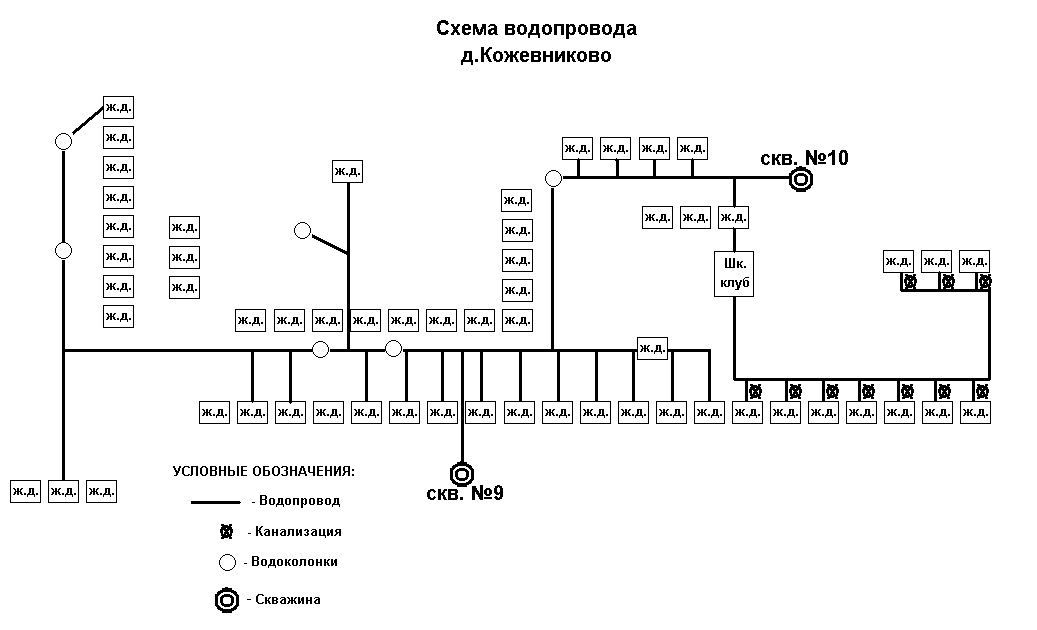 Схема водопровода
д.Кожевниково
ж.д.
ж.д.
ж.д. ж.д. ж.д. ж.д.
скв. №10
ж.д. ж.д.
ж.д. ж.д.
ж.д. ж.д. ж.д.
ж.д. ж.д. ж.д.
ж.д. ж.д. ж.д.
Шк.
клуб
ж.д. ж.д. ж.д.
ж.д. ж.д. ж.д.
ж.д. ж.д. ж.д. ж.д. ж.д. ж.д. ж.д. ж.д. ж.д.
ж.д.
ж.д. ж.д. ж.д. ж.д. ж.д. ж.д. ж.д. ж.д. ж.д. ж.д. ж.д. ж.д. ж.д. ж.д. ж.д. ж.д. ж.д. ж.д. ж.д. ж.д. ж.д.
ж.д. ж.д. ж.д.
скв. №9
УСЛОВНЫЕ ОБОЗНАЧЕНИЯ:
- Водопровод
- Канализация
- Водоколонки
- Скважина